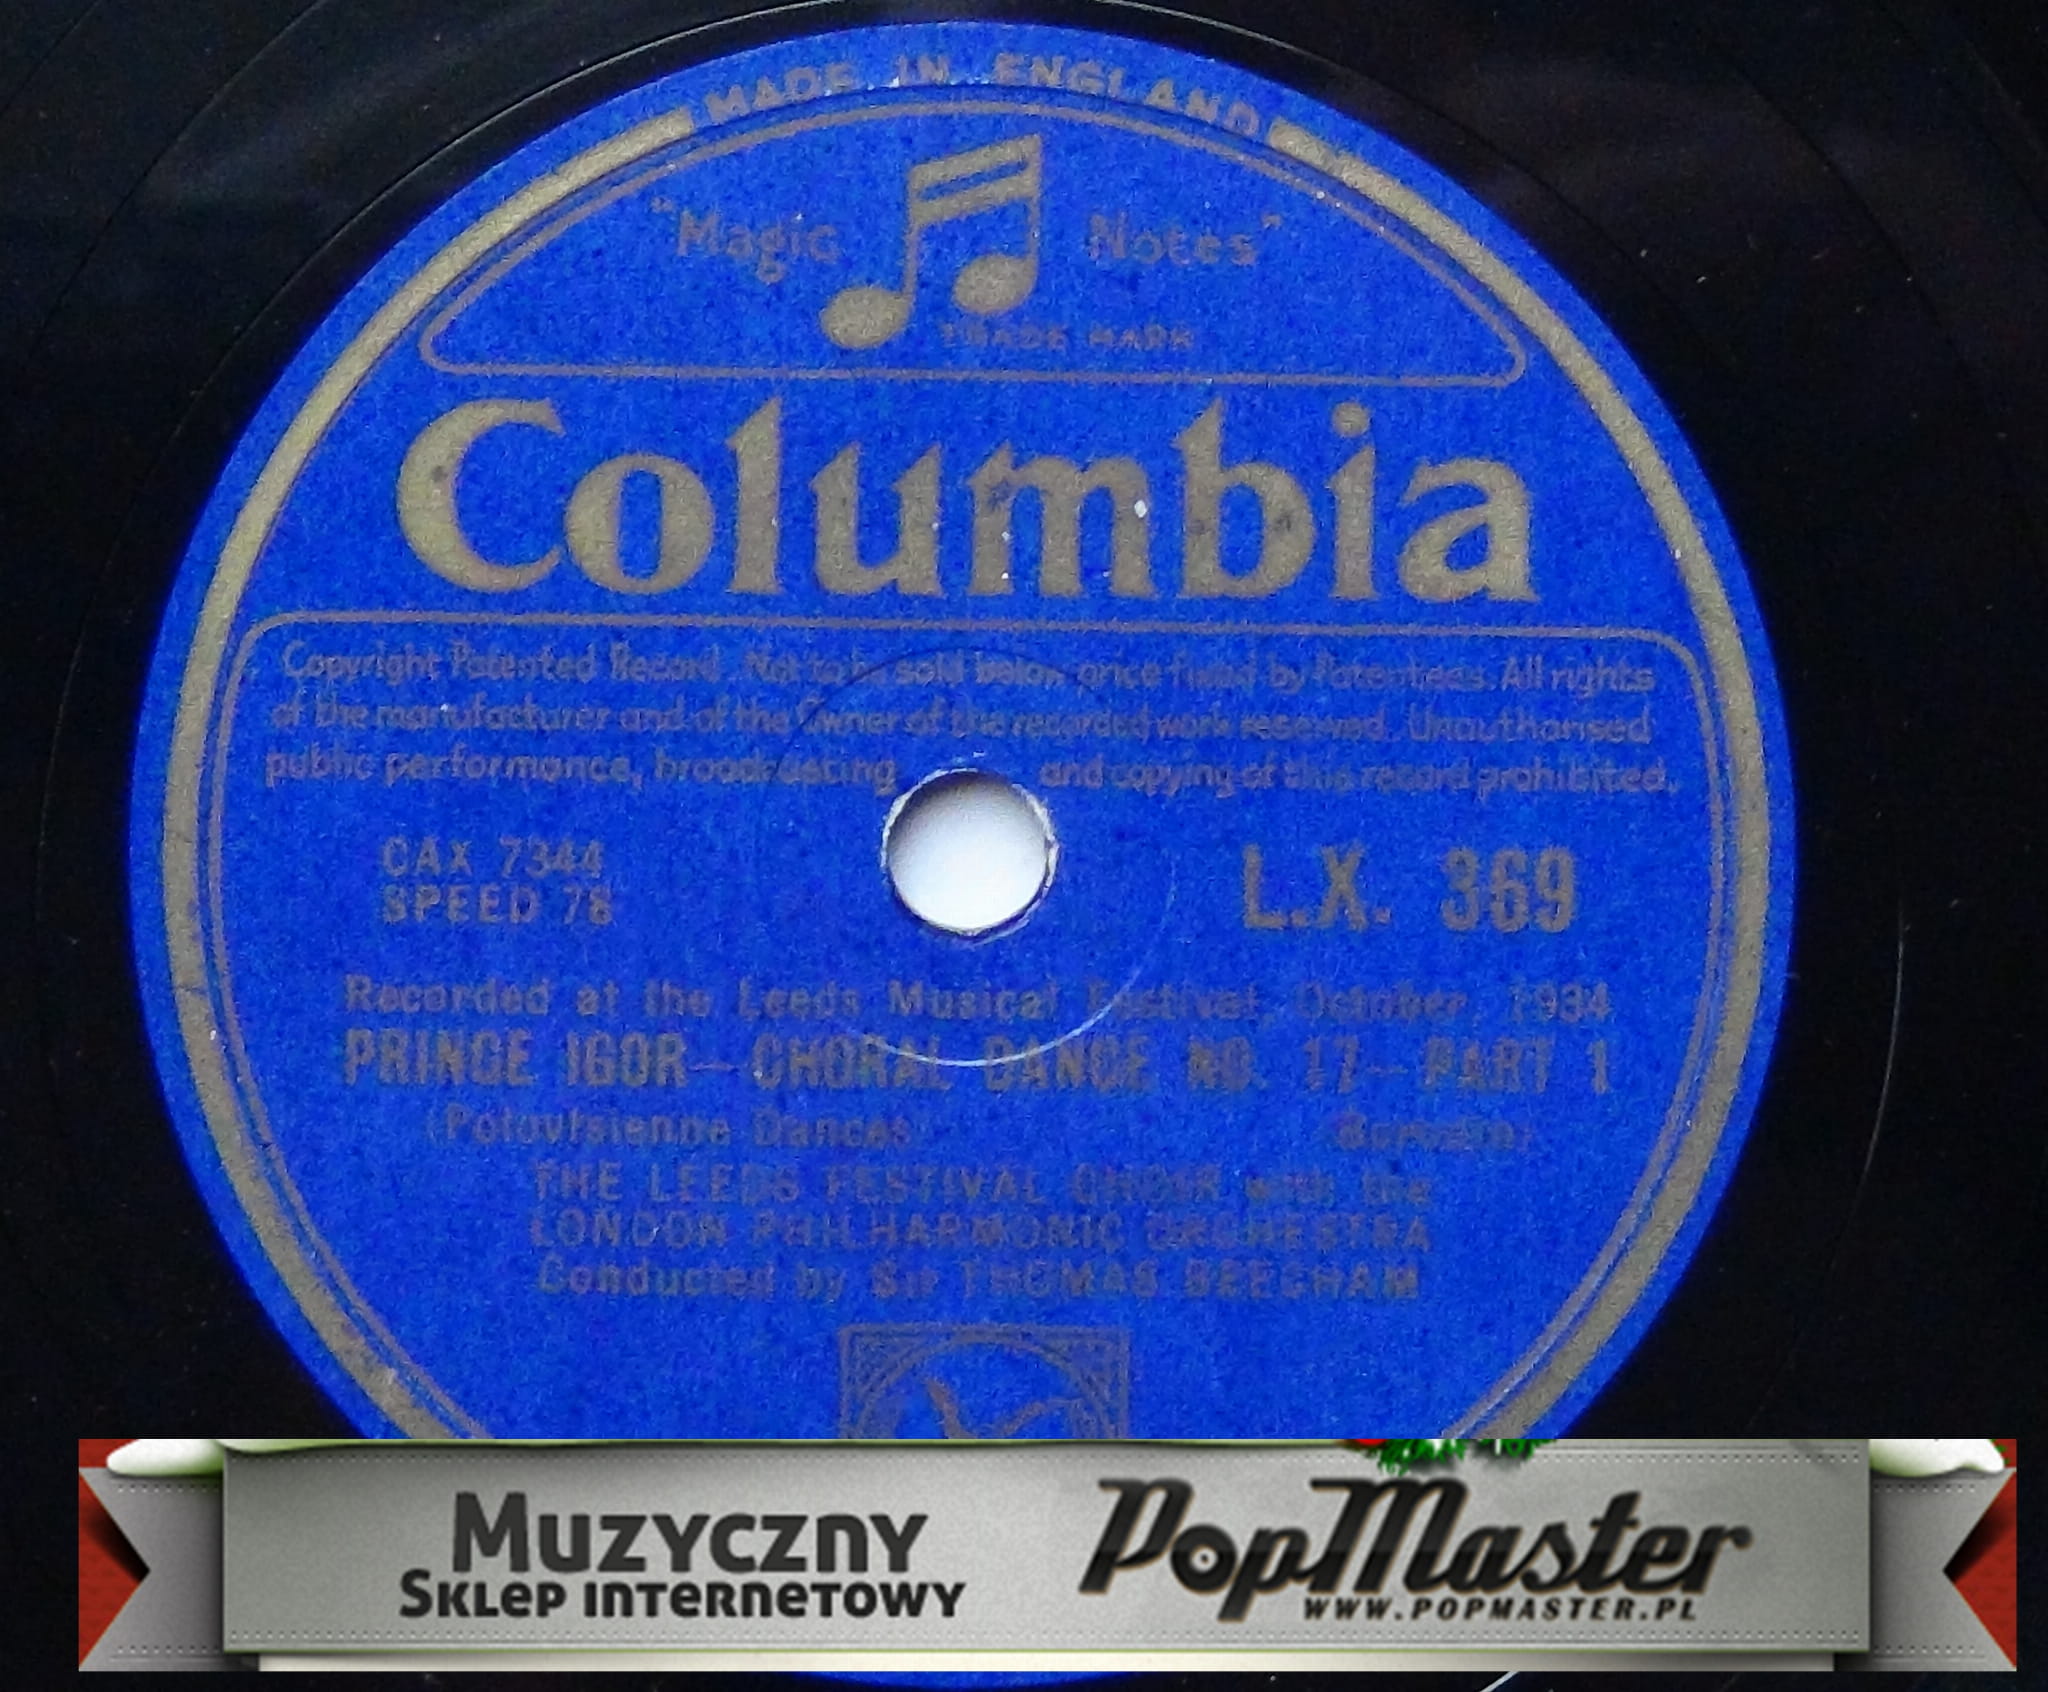 MADE IN ENGLAND
"Magic Notes"
TRADE MARK
Columbia
Copyright Patented Record. Not to be sold below price fixed by Patentees. All rights
of the manufacturer and of the Owner of the recorded work reserved. Unauthorised
public performance, broadcasting and copying of this record prohibited.
CAX 7344
SPEED 78
L.X. 369
Recorded at the Leeds Musical Festival, October, 1934
PRINCE IGOR—CHORAL DANCE NO. 17—PART 1
(Polovtsienne Dances) (Borodin)
THE LEEDS FESTIVAL CHOIR with the
LONDON PHILHARMONIC ORCHESTRA
Conducted by Sir THOMAS BEECHAM
MUZYCZNY
SKLEP INTERNETOWY
PopMaster
WWW.POPMASTER.PL